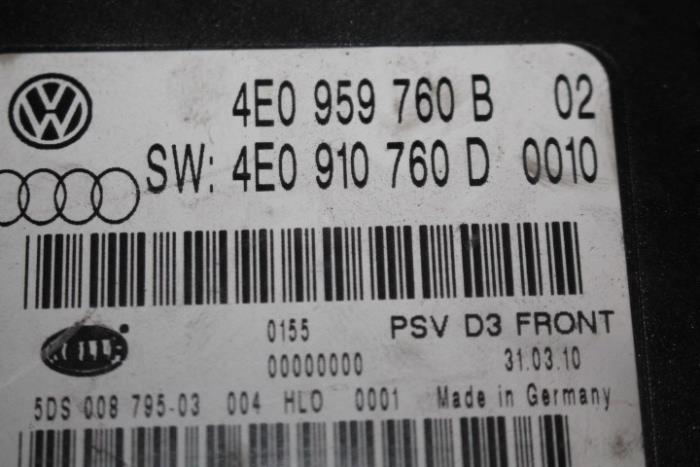 4E0 959 760 B 02
SW: 4E0 910 760 D 0010
0155 PSV D3 FRONT
00000000 31.03.10
5DS 008 795-03 004 HLO 0001 Made in Germany